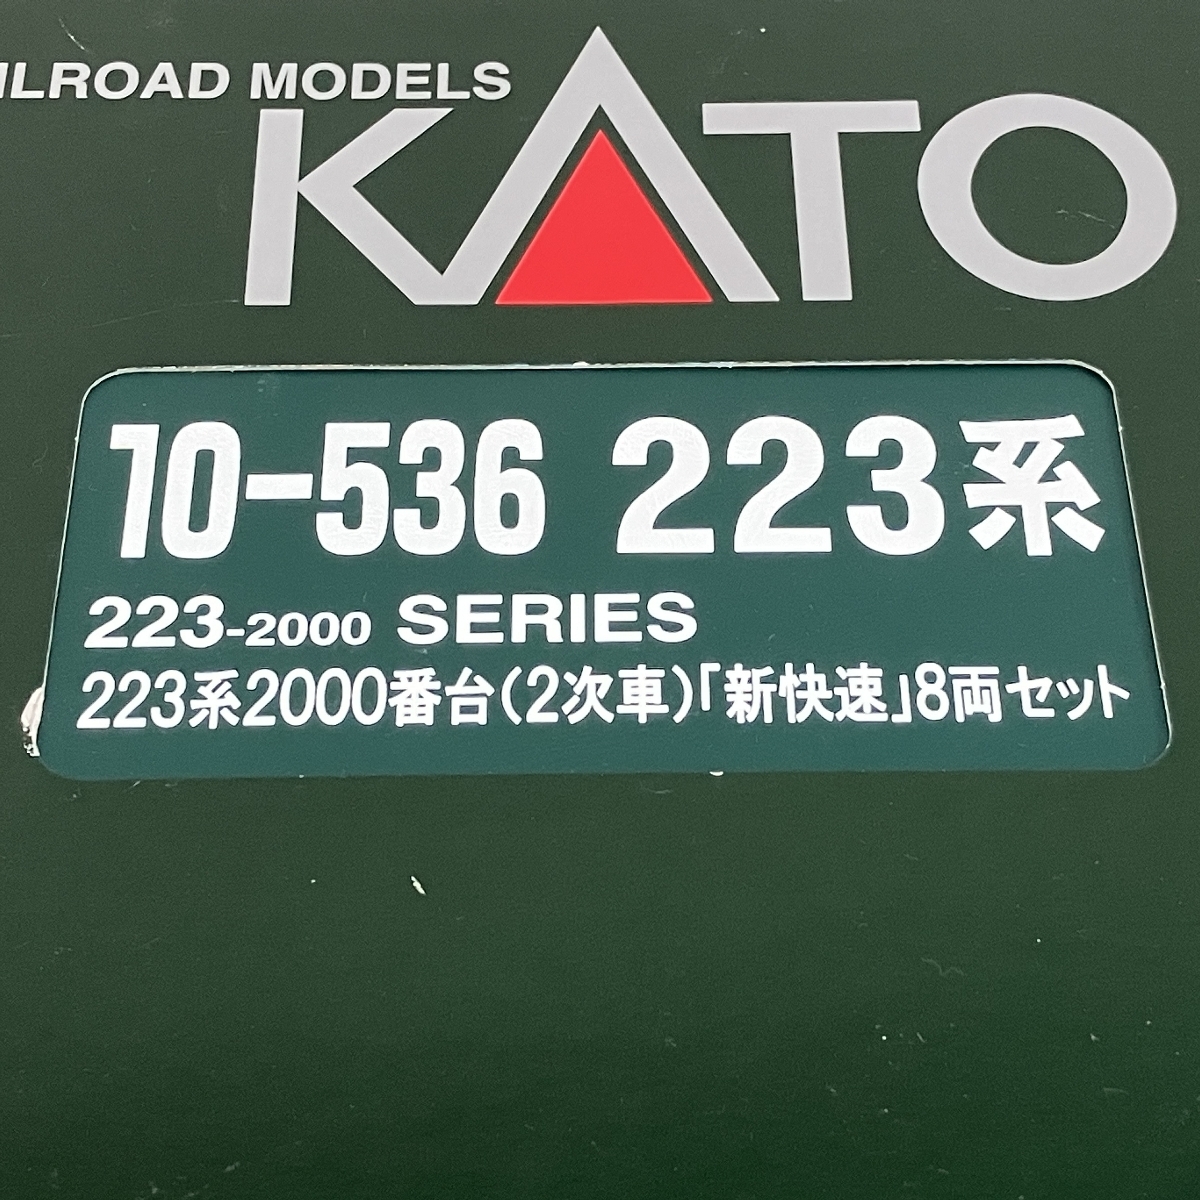 ILROAD MODELS
KATO
10-536 223系
223-2000 SERIES
223系2000番台(2次車)「新快速」8両セット